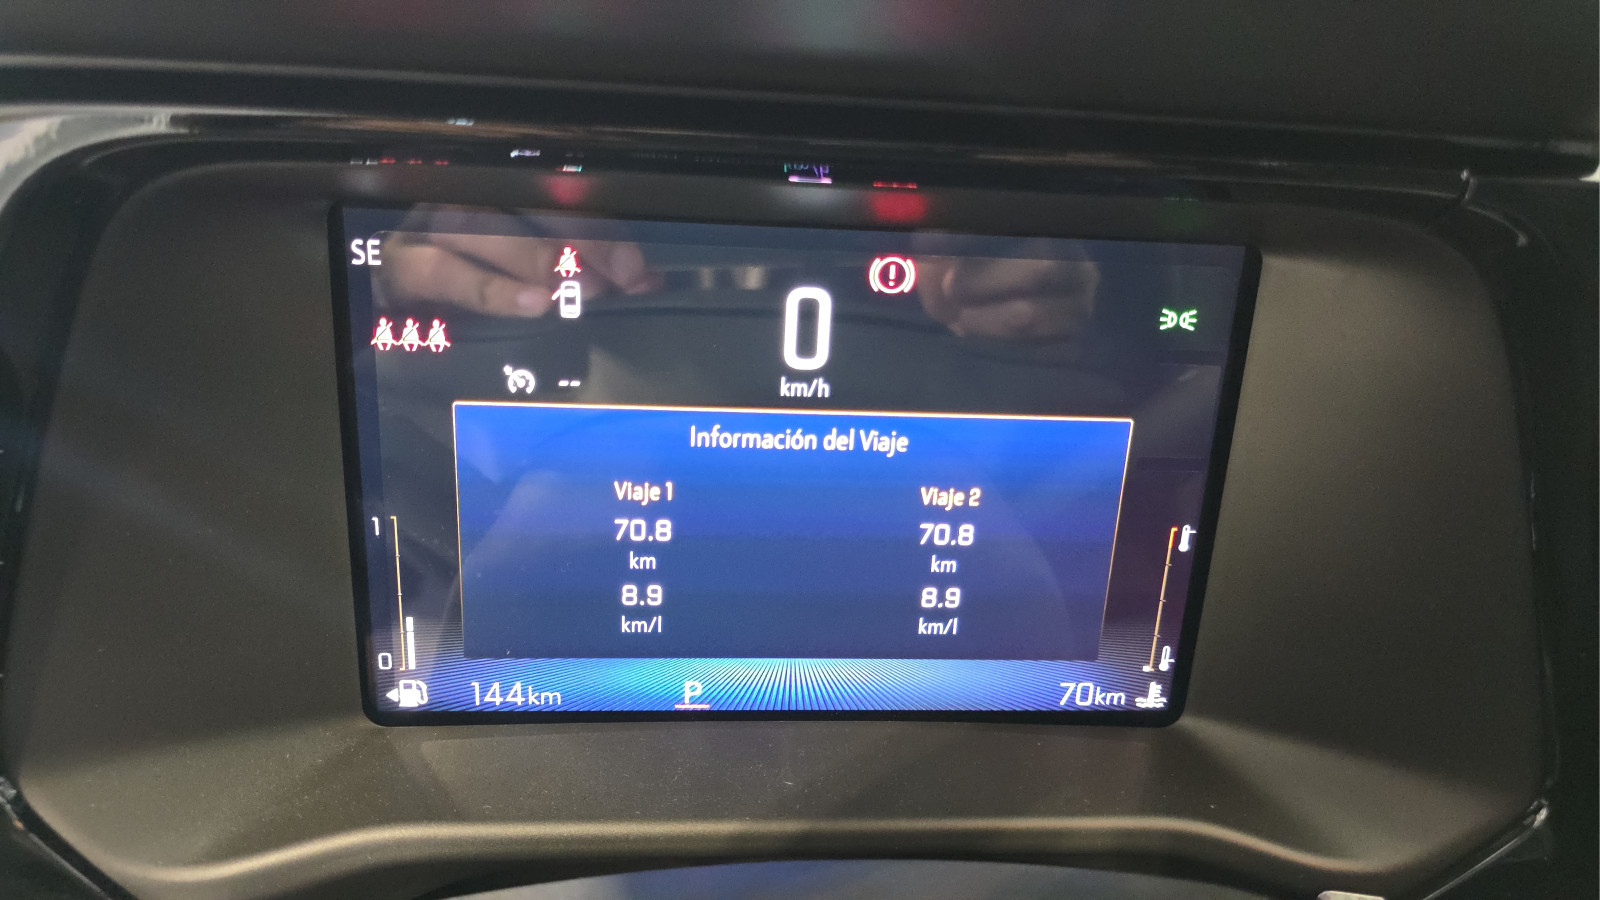 SE
0
km/h
--
Información del Viaje
Viaje 1 Viaje 2
70.8 70.8
km km
8.9 8.9
km/l km/l
1
0
144km P 70km